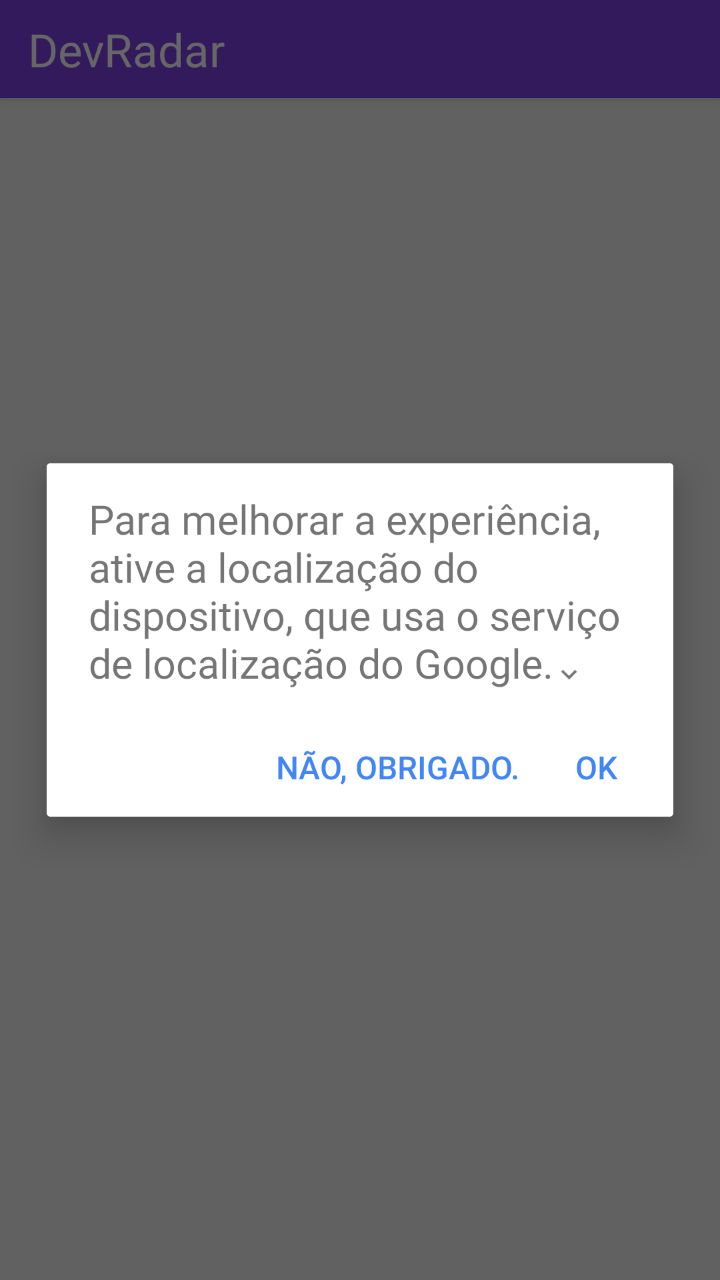 DevRadar
Para melhorar a experiência,
ative a localização do
dispositivo, que usa o serviço
de localização do Google.
NÃO, OBRIGADO. OK